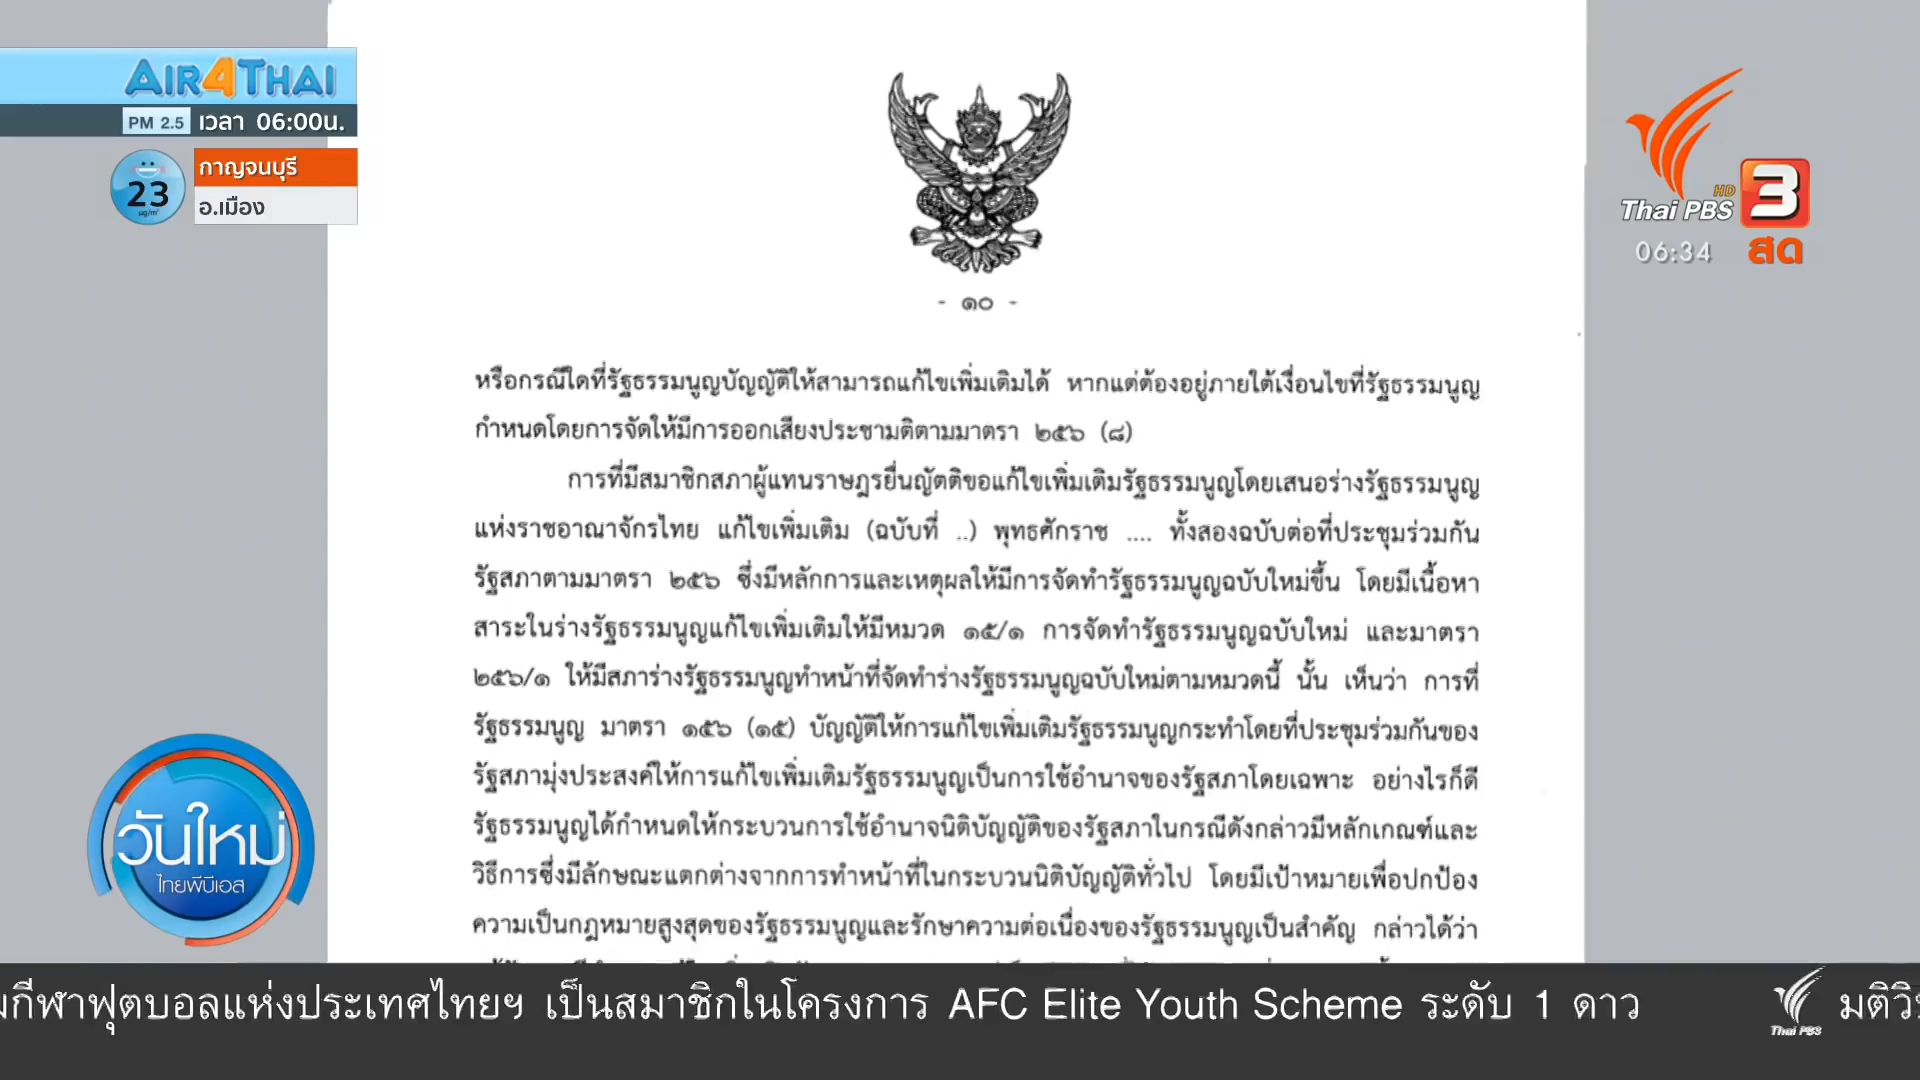 AIR4THAI
PM 2.5 เวลา 06:00น.
23
µg/m³
กาญจนบุรี
อ.เมือง
HD
Thai PBS 3
06:34 สด
- ๑๐ -
หรือกรณีใดที่รัฐธรรมนูญบัญญัติให้สามารถแก้ไขเพิ่มเติมได้ หากแต่ต้องอยู่ภายใต้เงื่อนไขที่รัฐธรรมนูญ
กำหนดโดยการจัดให้มีการออกเสียงประชามติตามมาตรา ๒๕๖ (๘)
การที่มีสมาชิกสภาผู้แทนราษฎรยื่นญัตติขอแก้ไขเพิ่มเติมรัฐธรรมนูญโดยเสนอร่างรัฐธรรมนูญ
แห่งราชอาณาจักรไทย แก้ไขเพิ่มเติม (ฉบับที่ ..) พุทธศักราช .... ทั้งสองฉบับต่อที่ประชุมร่วมกัน
รัฐสภาตามมาตรา ๒๕๖ ซึ่งมีหลักการและเหตุผลให้มีการจัดทำรัฐธรรมนูญฉบับใหม่ขึ้น โดยมีเนื้อหา
สาระในร่างรัฐธรรมนูญแก้ไขเพิ่มเติมให้มีหมวด ๑๕/๑ การจัดทำรัฐธรรมนูญฉบับใหม่ และมาตรา
๒๕๖/๑ ให้มีสภาร่างรัฐธรรมนูญทำหน้าที่จัดทำร่างรัฐธรรมนูญฉบับใหม่ตามหมวดนี้ นั้น เห็นว่า การที่
รัฐธรรมนูญ มาตรา ๑๕๖ (๑๕) บัญญัติให้การแก้ไขเพิ่มเติมรัฐธรรมนูญกระทำโดยที่ประชุมร่วมกันของ
รัฐสภามุ่งประสงค์ให้การแก้ไขเพิ่มเติมรัฐธรรมนูญเป็นการใช้อำนาจของรัฐสภาโดยเฉพาะ อย่างไรก็ดี
รัฐธรรมนูญได้กำหนดให้กระบวนการใช้อำนาจนิติบัญญัติของรัฐสภาในกรณีดังกล่าวมีหลักเกณฑ์และ
วิธีการซึ่งมีลักษณะแตกต่างจากการทำหน้าที่ในกระบวนนิติบัญญัติทั่วไป โดยมีเป้าหมายเพื่อปกป้อง
ความเป็นกฎหมายสูงสุดของรัฐธรรมนูญและรักษาความต่อเนื่องของรัฐธรรมนูญเป็นสำคัญ กล่าวได้ว่า
วันใหม่
ไทยพีบีเอส
มกีฬาฟุตบอลแห่งประเทศไทยฯ เป็นสมาชิกในโครงการ AFC Elite Youth Scheme ระดับ 1 ดาว Thai PBS มติวิ